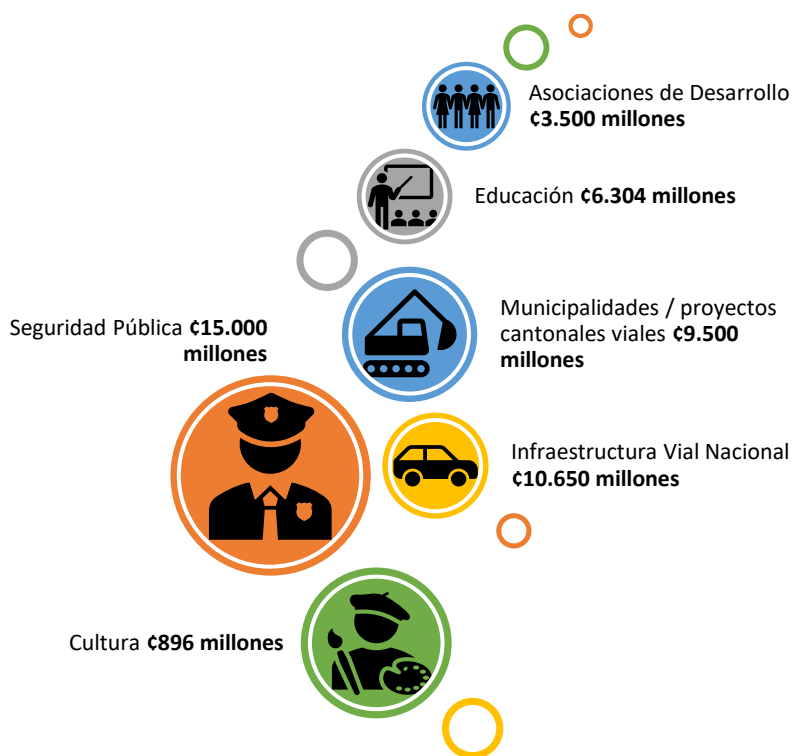 Asociaciones de Desarrollo
¢3.500 millones
Educación ¢6.304 millones
Municipalidades / proyectos
cantonales viales ¢9.500
millones
Seguridad Pública ¢15.000
millones
Infraestructura Vial Nacional
¢10.650 millones
Cultura ¢896 millones